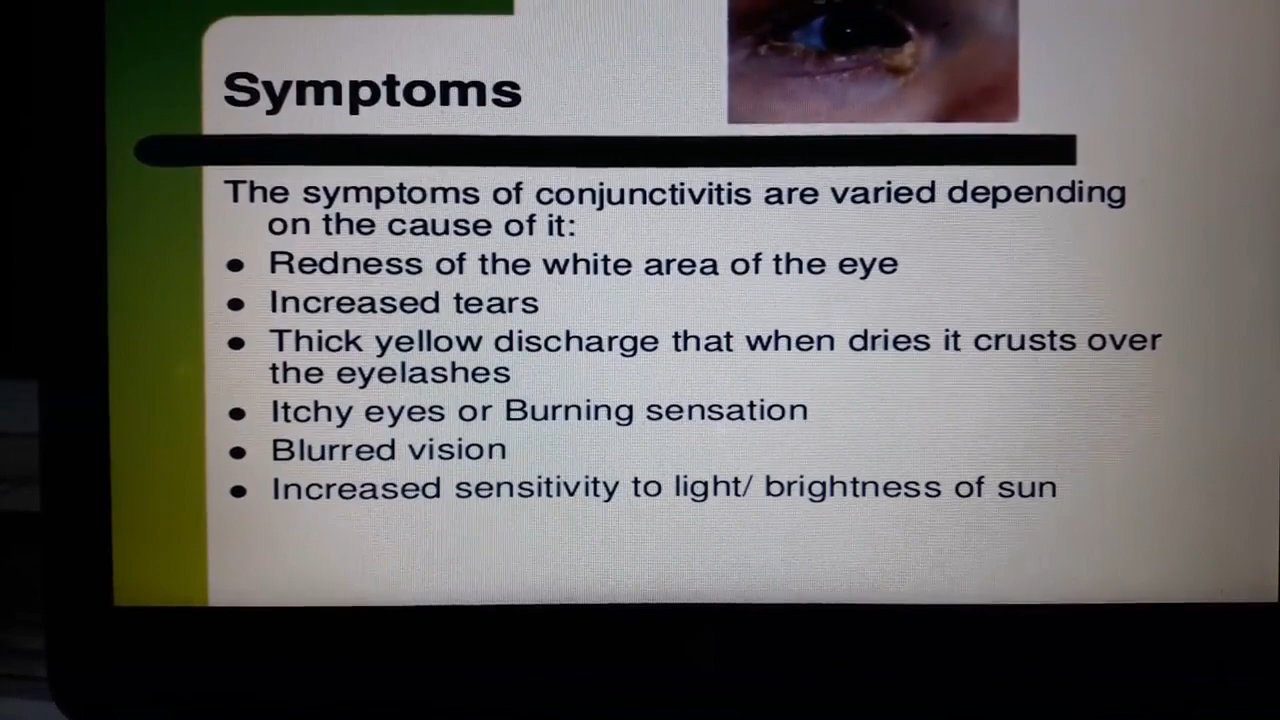 Symptoms
The symptoms of conjunctivitis are varied depending
on the cause of it:
● Redness of the white area of the eye
● Increased tears
● Thick yellow discharge that when dries it crusts over
the eyelashes
● Itchy eyes or Burning sensation
● Blurred vision
● Increased sensitivity to light/ brightness of sun